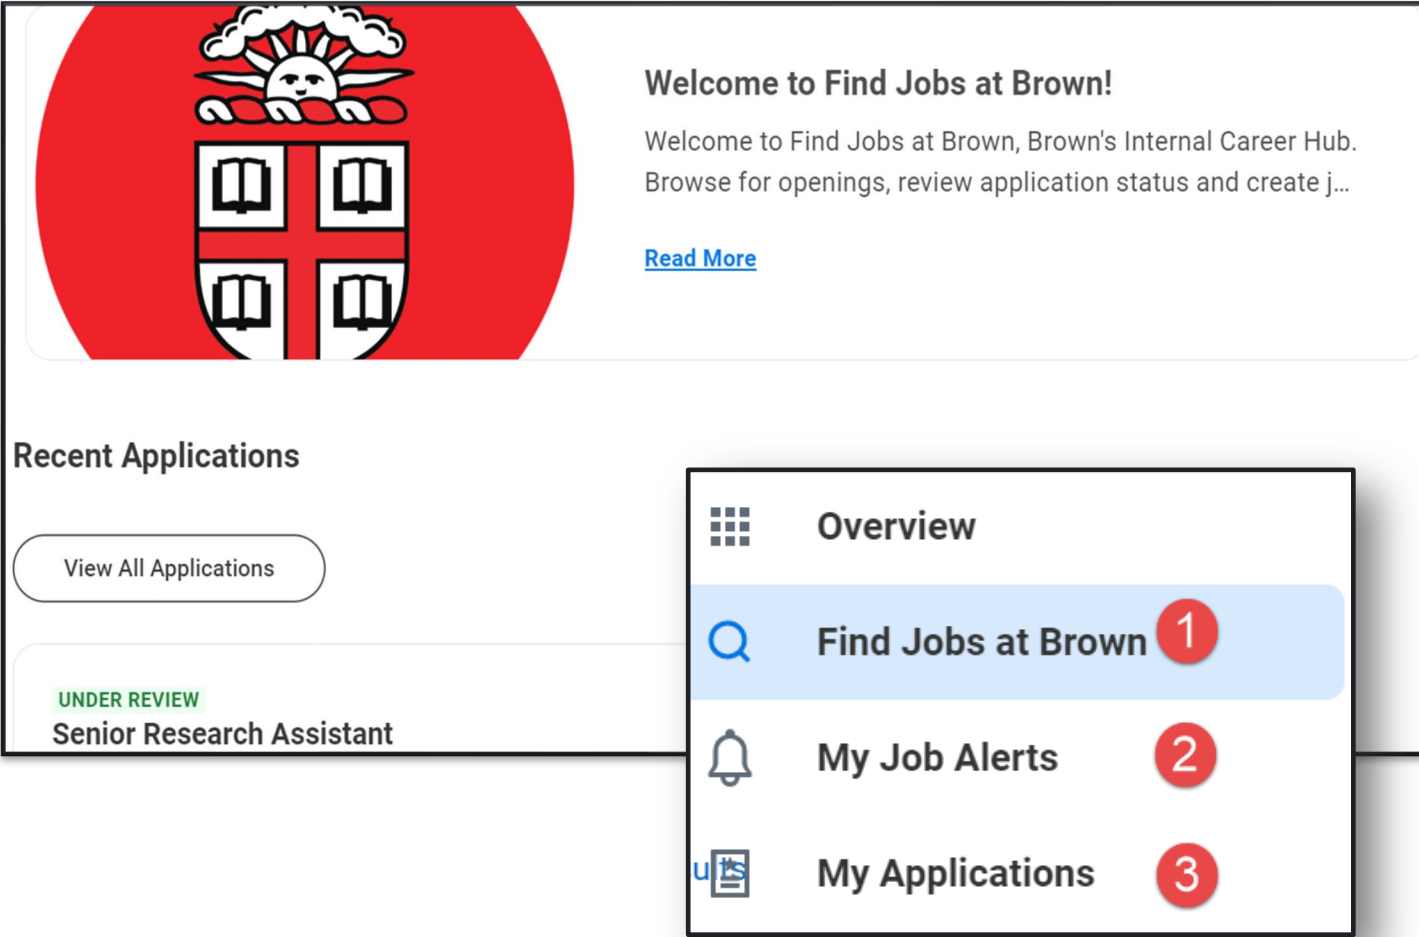 Welcome to Find Jobs at Brown!
Welcome to Find Jobs at Brown, Brown's Internal Career Hub.
Browse for openings, review application status and create j...
Read More
Recent Applications
View All Applications
UNDER REVIEW
Senior Research Assistant
Overview
Find Jobs at Brown 1
My Job Alerts 2
My Applications 3